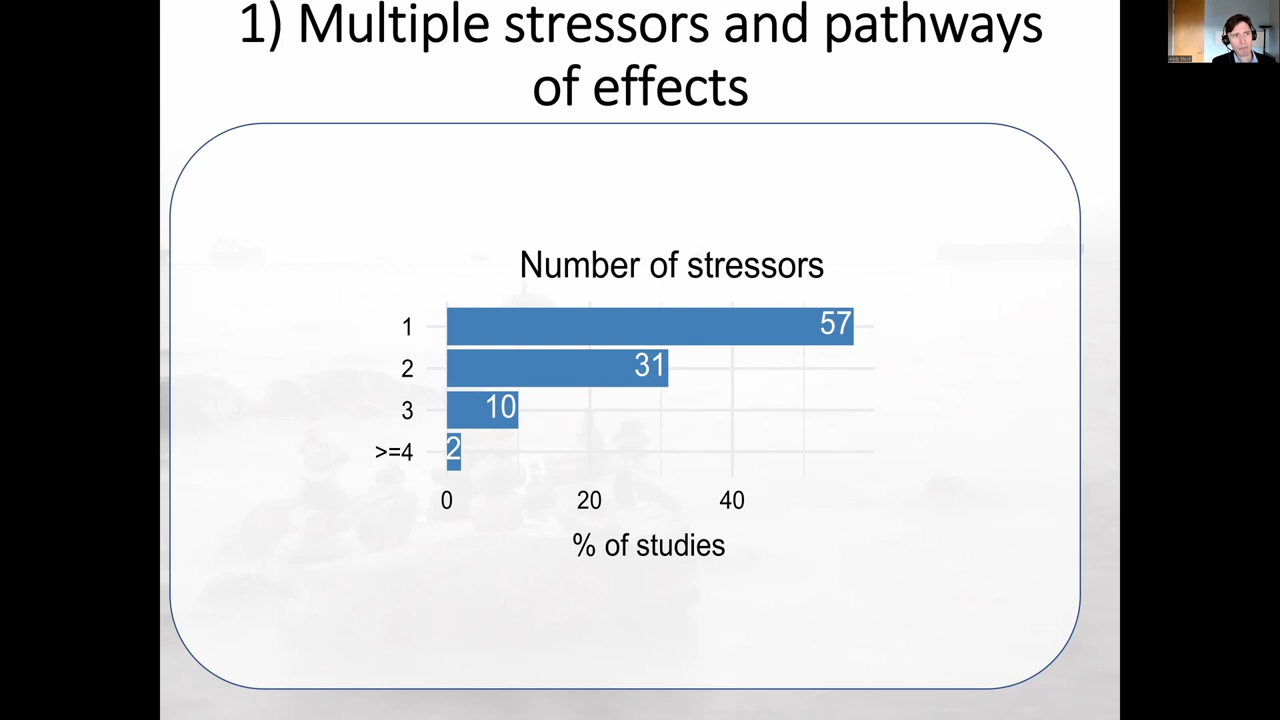 1) Multiple stressors and pathways
of effects
Number of stressors
1
57
2
31
3
10
>=4
2
0 20 40
% of studies